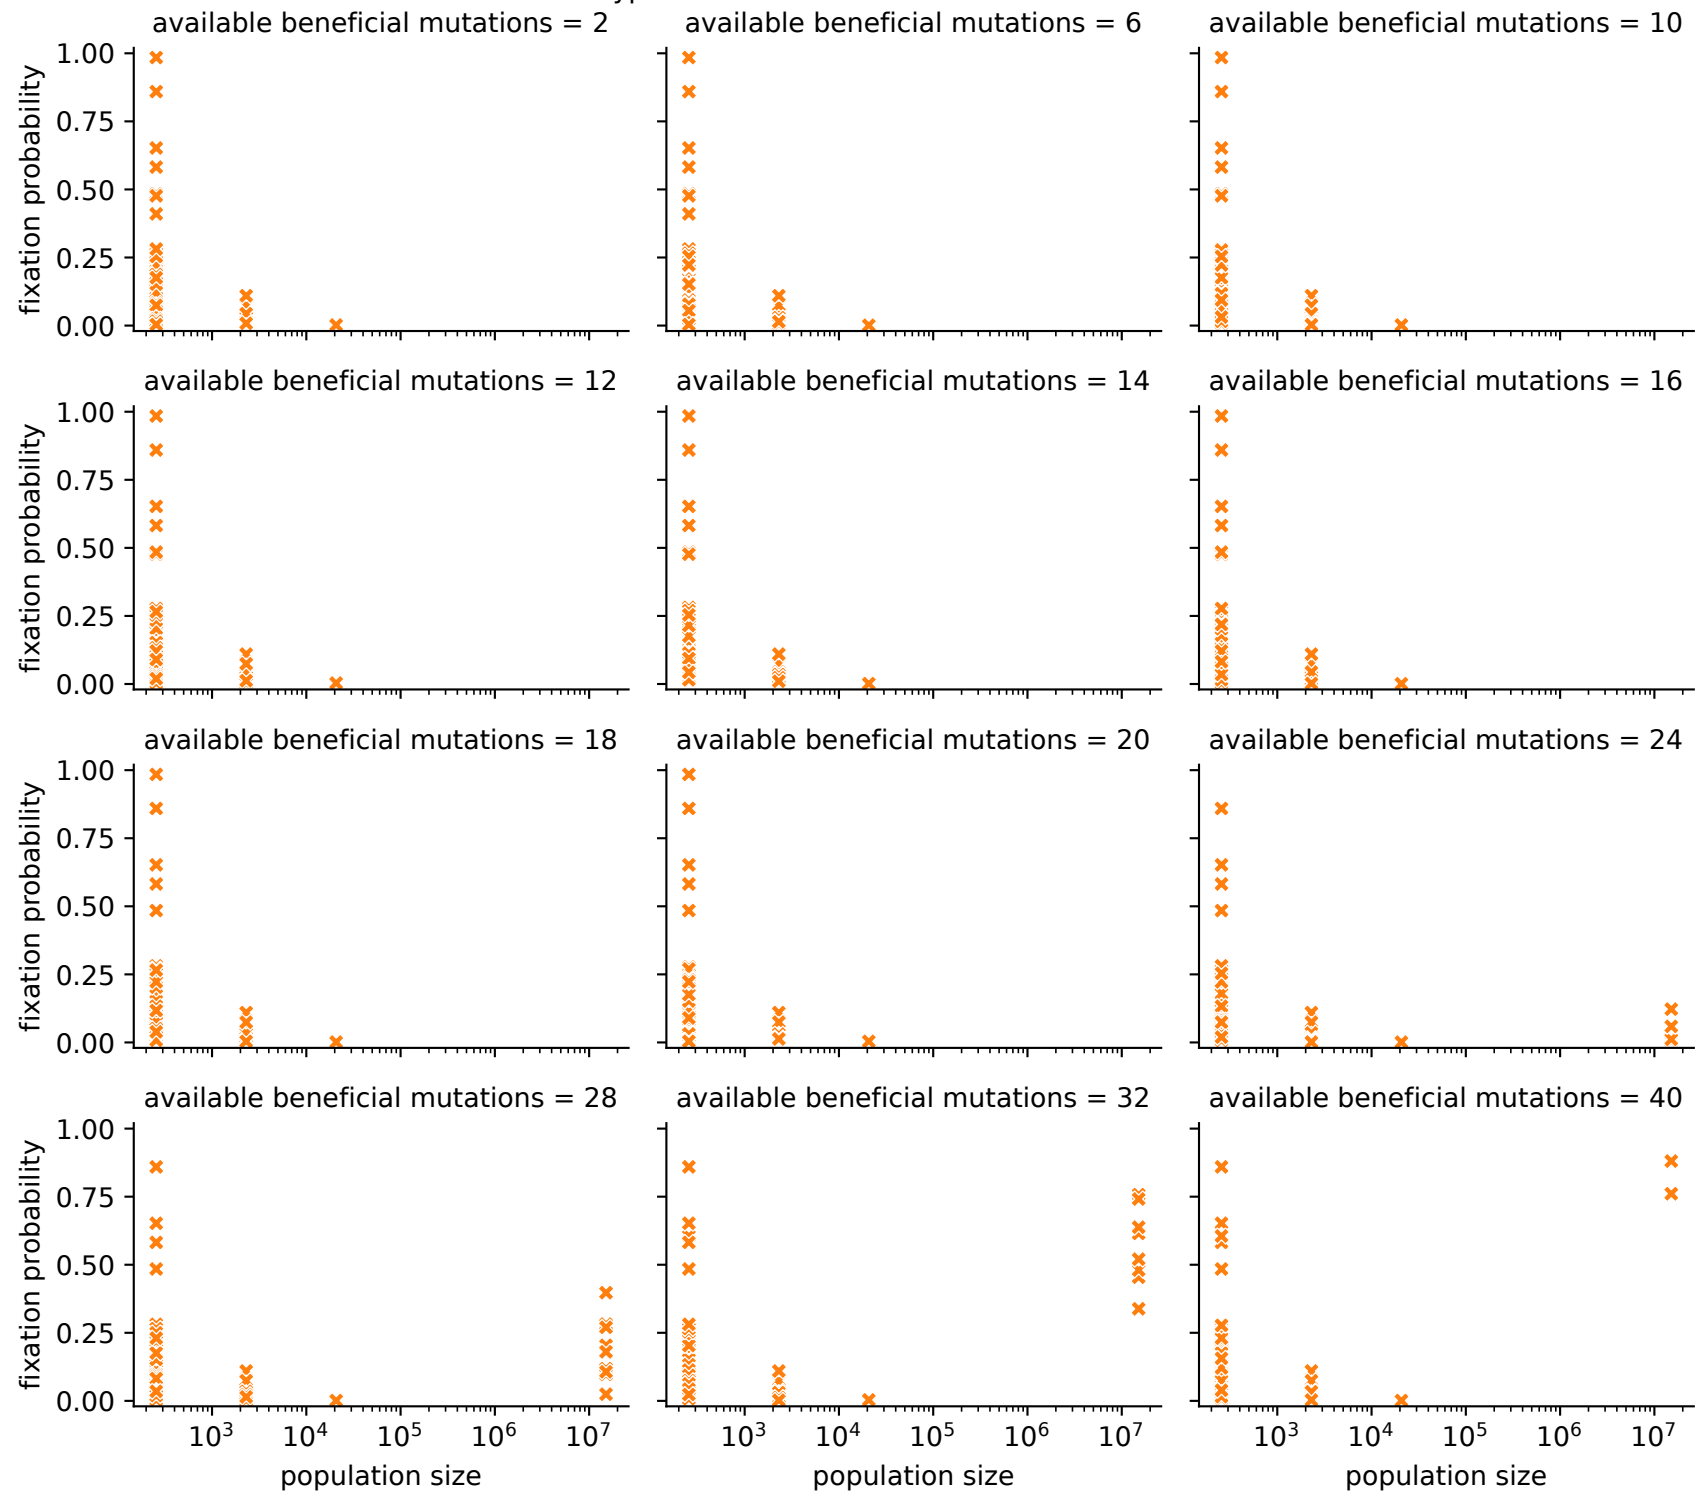 available beneficial mutations = 2
available beneficial mutations = 6
available beneficial mutations = 10
1.00
0.75
0.50
0.25
0.00
fixation probability
available beneficial mutations = 12
available beneficial mutations = 14
available beneficial mutations = 16
1.00
0.75
0.50
0.25
0.00
fixation probability
available beneficial mutations = 18
available beneficial mutations = 20
available beneficial mutations = 24
1.00
0.75
0.50
0.25
0.00
fixation probability
available beneficial mutations = 28
available beneficial mutations = 32
available beneficial mutations = 40
1.00
0.75
0.50
0.25
0.00
fixation probability
10³ 10⁴ 10⁵ 10⁶ 10⁷
10³ 10⁴ 10⁵ 10⁶ 10⁷
10³ 10⁴ 10⁵ 10⁶ 10⁷
population size
population size
population size